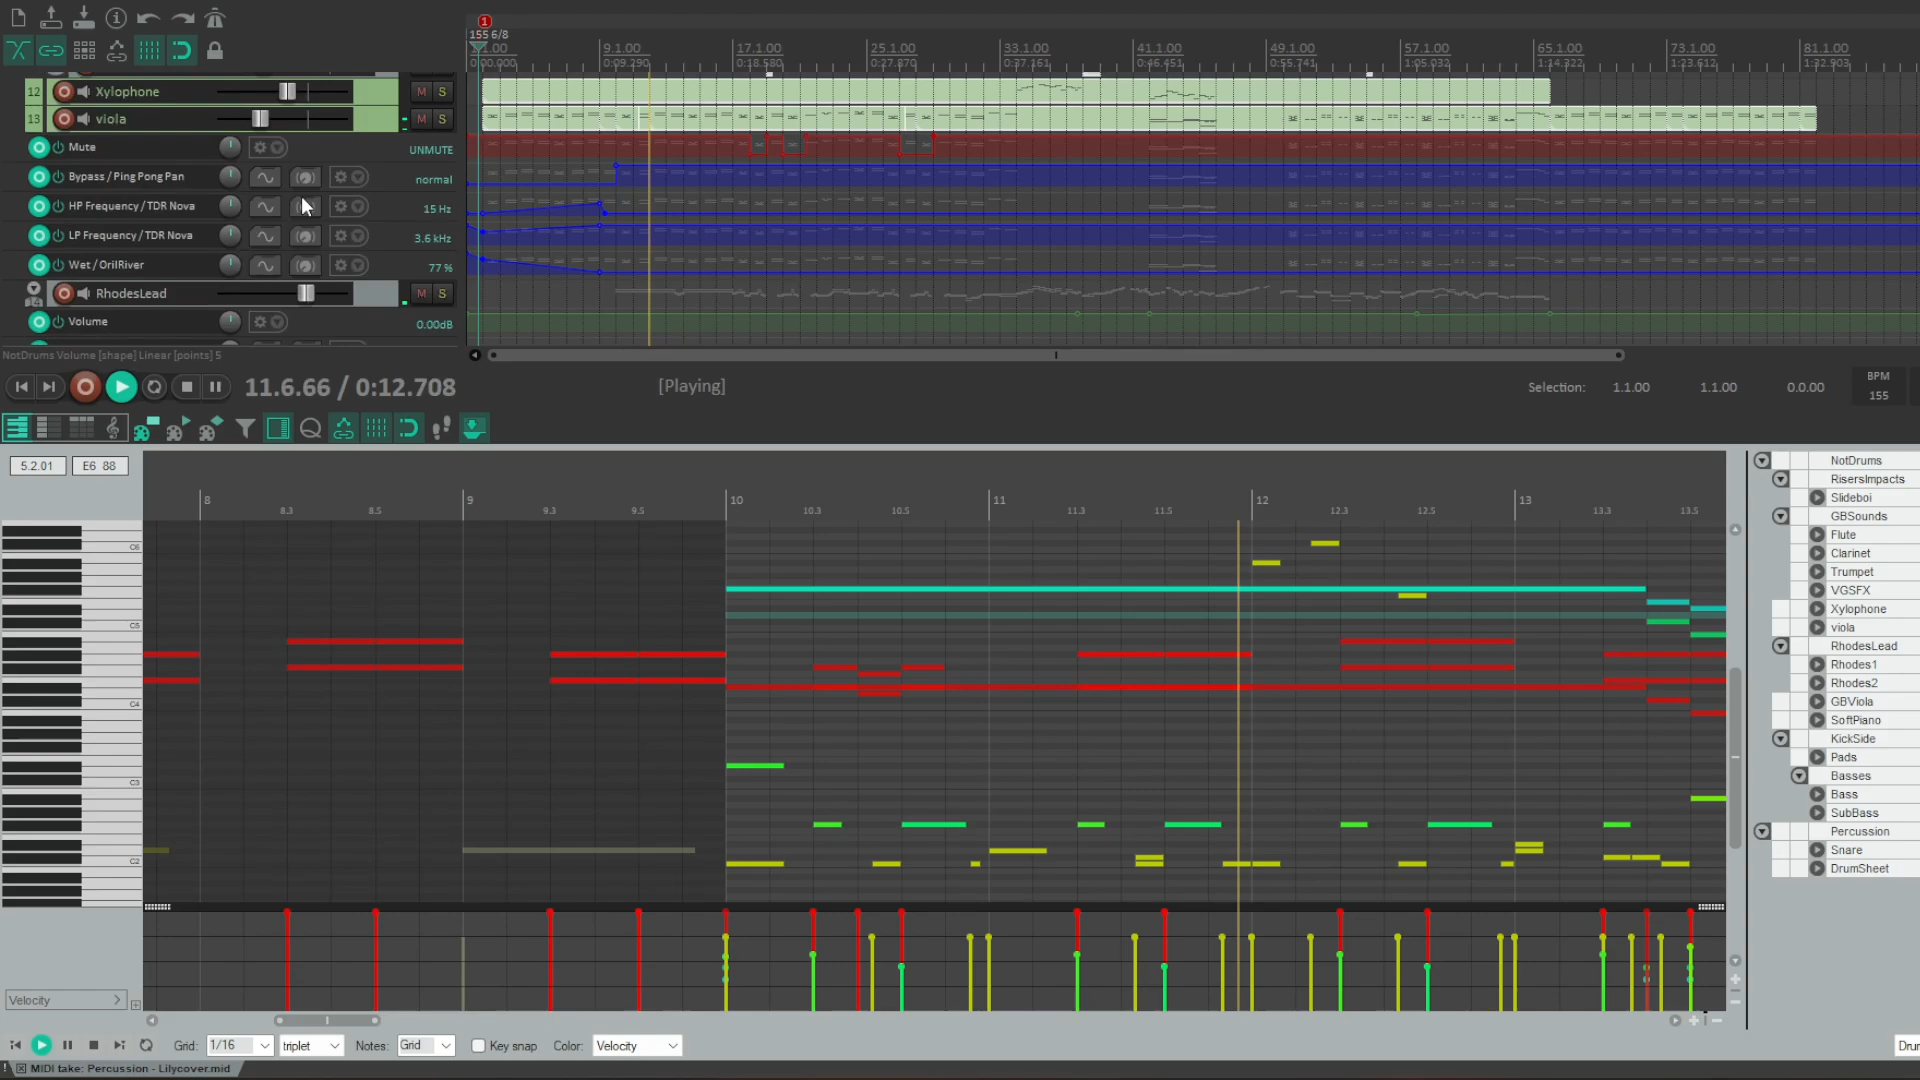 1
155 6/8
1.1.00 9.1.00 17.1.00 25.1.00 33.1.00 41.1.00 49.1.00 57.1.00 65.1.00 73.1.00 81.1.00
0:00.000 0:09.290 0:18.580 0:27.870 0:37.161 0:46.451 0:55.741 1:05.032 1:14.322 1:23.612 1:32.903
12 Xylophone M S
13 viola M S
Mute UNMUTE
Bypass / Ping Pong Pan normal
HP Frequency / TDR Nova 15 Hz
LP Frequency / TDR Nova 3.6 kHz
Wet / OrilRiver 77 %
14 RhodesLead M S
Volume 0.00dB
NotDrums Volume [shape] Linear [points] 5
11.6.66 / 0:12.708 [Playing] Selection: 1.1.00 1.1.00 0.0.00 BPM
155
5.2.01 E6 88
8 8.3 8.5 9 9.3 9.5 10 10.3 10.5 11 11.3 11.5 12 12.3 12.5 13 13.3 13.5
C6
C5
C4
C3
C2
NotDrums
RisersImpacts
Slideboi
GBSounds
Flute
Clarinet
Trumpet
VGSFX
Xylophone
viola
RhodesLead
Rhodes1
Rhodes2
GBViola
SoftPiano
KickSide
Pads
Basses
Bass
SubBass
Percussion
Snare
DrumSheet
Velocity
Grid: 1/16 triplet Notes: Grid Key snap Color: Velocity
MIDI take: Percussion - Lilycover.mid